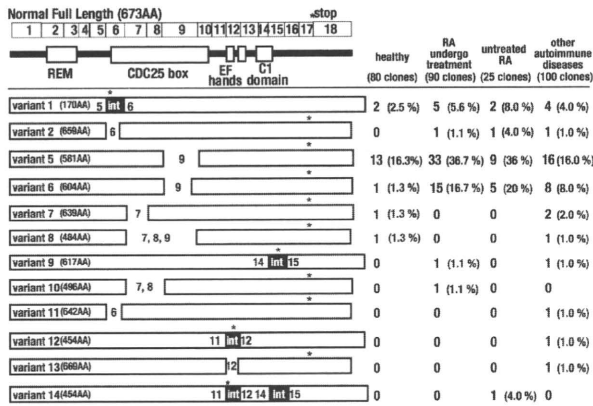 Normal Full Length (673AA) *stop
1 2 3 4 5 6 7 8 9 10 11 12 13 14 15 16 17 18
REM CDC25 box EF hands C1 domain
healthy (80 clones) RA undergo treatment (90 clones) untreated RA (25 clones) other autoimmune diseases (100 clones)
variant 1 (170AA) 5 * int 6 2 (2.5 %) 5 (5.6 %) 2 (8.0 %) 4 (4.0 %)
variant 2 (659AA) 6 * 0 1 (1.1 %) 1 (4.0%) 1 (1.0 %)
variant 5 (581AA) 9 * 13 (16.3%) 33 (36.7 %) 9 (36 %) 16 (16.0 %)
variant 6 (604AA) 9 * 1 (1.3 %) 15 (16.7 %) 5 (20 %) 8 (8.0 %)
variant 7 (639AA) 7 * 1 (1.3 %) 0 0 2 (2.0 %)
variant 8 (484AA) 7, 8, 9 * 1 (1.3 %) 0 0 1 (1.0 %)
variant 9 (617AA) 14 * int 15 0 1 (1.1 %) 0 1 (1.0 %)
variant 10 (496AA) 7, 8 * 0 1 (1.1 %) 0 0
variant 11 (642AA) 6 * 0 0 0 1 (1.0 %)
variant 12 (454AA) 11 * int 12 0 0 0 1 (1.0 %)
variant 13 (669AA) 12 * 0 0 0 1 (1.0 %)
variant 14 (454AA) 11 * int 12 14 int 15 0 0 1 (4.0 %) 0